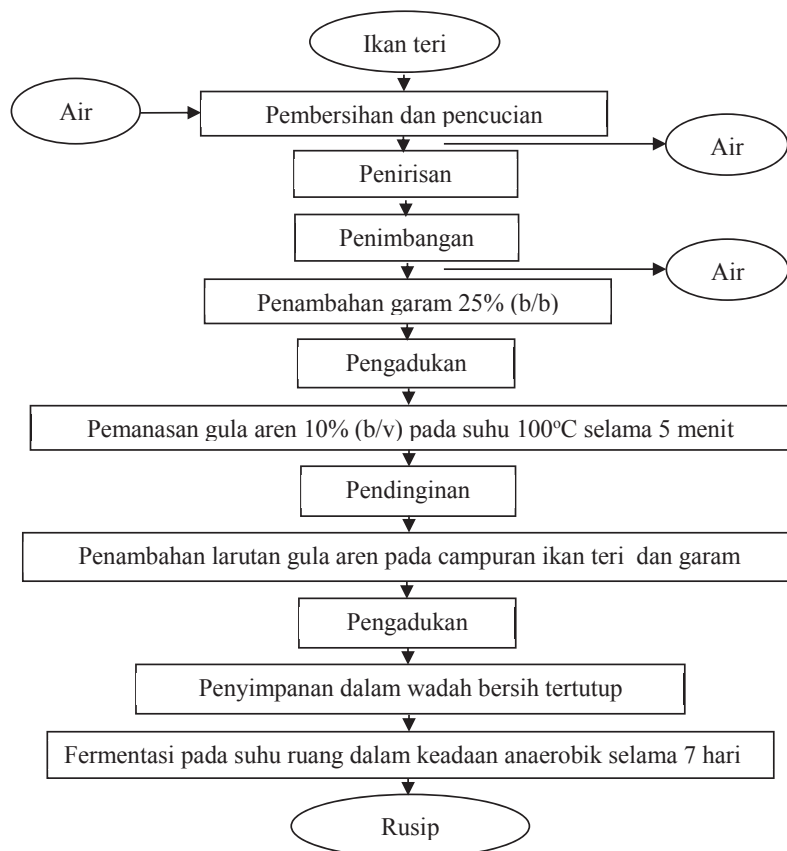 Ikan teri
Air
Pembersihan dan pencucian
Air
Penirisan
Penimbangan
Air
Penambahan garam 25% (b/b)
Pengadukan
Pemanasan gula aren 10% (b/v) pada suhu 100°C selama 5 menit
Pendinginan
Penambahan larutan gula aren pada campuran ikan teri dan garam
Pengadukan
Penyimpanan dalam wadah bersih tertutup
Fermentasi pada suhu ruang dalam keadaan anaerobik selama 7 hari
Rusip